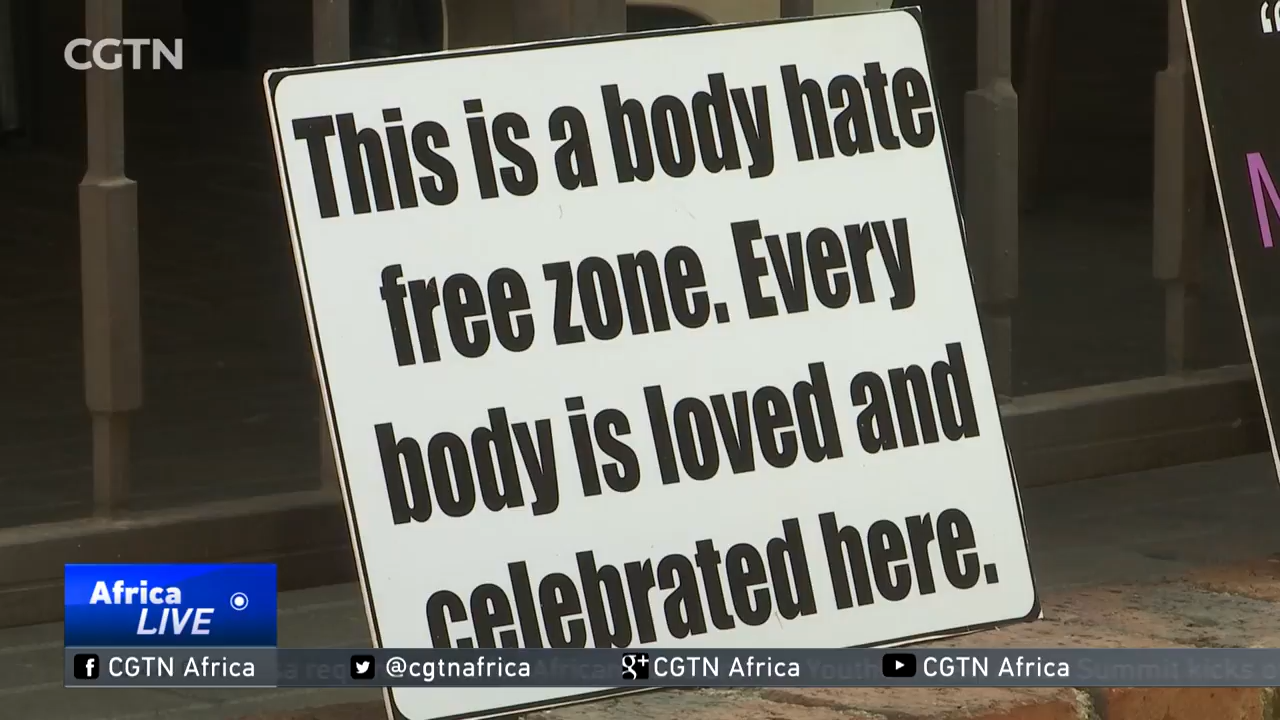 CGTN
This is a body hate
free zone. Every
body is loved and
celebrated here.
Africa
LIVE
CGTN Africa
@cgtnafrica
CGTN Africa
CGTN Africa